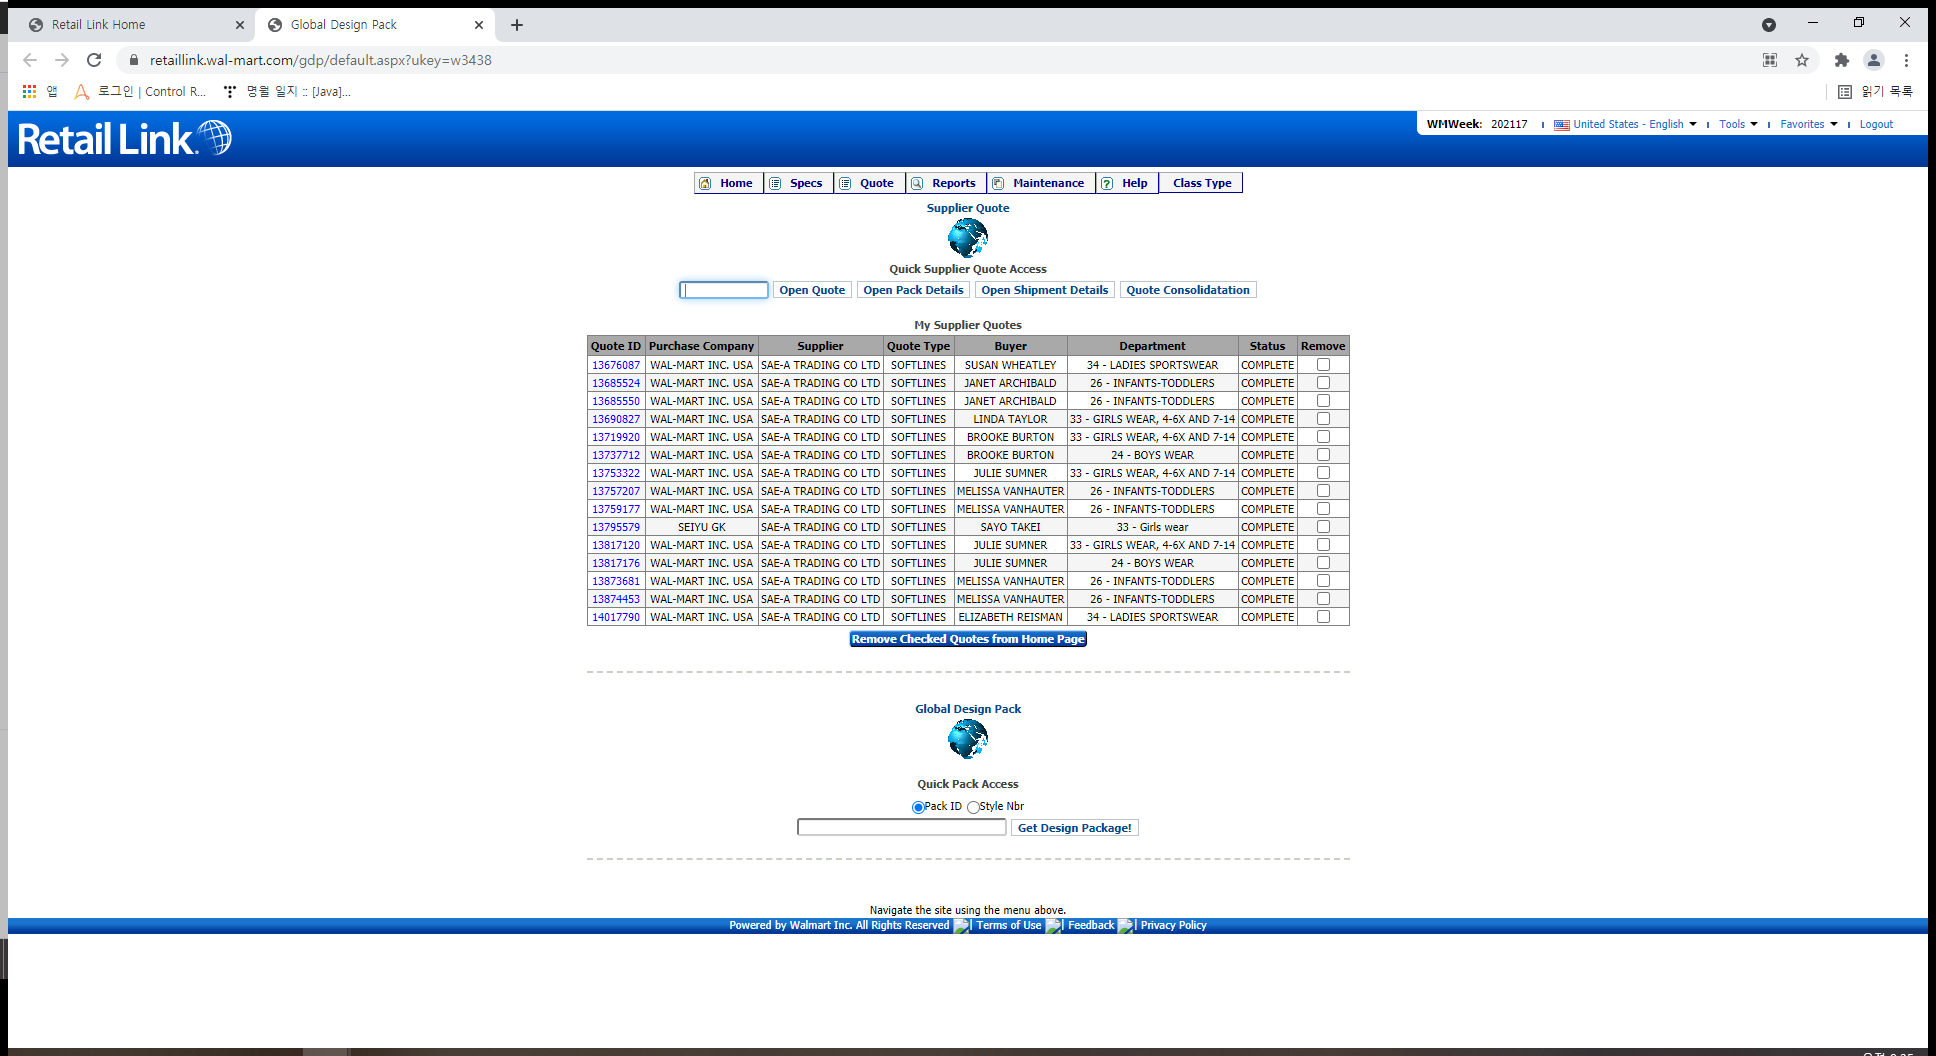 Retail Link Home
Global Design Pack
retaillink.wal-mart.com/gdp/default.aspx?ukey=w3438
앱 로그인 | Control R... 명월 일지 :: [Java]... 읽기 목록
Retail Link.
WMWeek: 202117 United States - English Tools Favorites Logout
Home Specs Quote Reports Maintenance Help Class Type
Supplier Quote
Quick Supplier Quote Access
Open Quote Open Pack Details Open Shipment Details Quote Consolidatation
My Supplier Quotes
Quote ID Purchase Company Supplier Quote Type Buyer Department Status Remove
13676087 WAL-MART INC. USA SAE-A TRADING CO LTD SOFTLINES SUSAN WHEATLEY 34 - LADIES SPORTSWEAR COMPLETE
13685524 WAL-MART INC. USA SAE-A TRADING CO LTD SOFTLINES JANET ARCHIBALD 26 - INFANTS-TODDLERS COMPLETE
13685550 WAL-MART INC. USA SAE-A TRADING CO LTD SOFTLINES JANET ARCHIBALD 26 - INFANTS-TODDLERS COMPLETE
13690827 WAL-MART INC. USA SAE-A TRADING CO LTD SOFTLINES LINDA TAYLOR 33 - GIRLS WEAR, 4-6X AND 7-14 COMPLETE
13719920 WAL-MART INC. USA SAE-A TRADING CO LTD SOFTLINES BROOKE BURTON 33 - GIRLS WEAR, 4-6X AND 7-14 COMPLETE
13737712 WAL-MART INC. USA SAE-A TRADING CO LTD SOFTLINES BROOKE BURTON 24 - BOYS WEAR COMPLETE
13753322 WAL-MART INC. USA SAE-A TRADING CO LTD SOFTLINES JULIE SUMNER 33 - GIRLS WEAR, 4-6X AND 7-14 COMPLETE
13757207 WAL-MART INC. USA SAE-A TRADING CO LTD SOFTLINES MELISSA VANHAUTER 26 - INFANTS-TODDLERS COMPLETE
13759177 WAL-MART INC. USA SAE-A TRADING CO LTD SOFTLINES MELISSA VANHAUTER 26 - INFANTS-TODDLERS COMPLETE
13795579 SEIYU GK SAE-A TRADING CO LTD SOFTLINES SAYO TAKEI 33 - Girls wear COMPLETE
13817120 WAL-MART INC. USA SAE-A TRADING CO LTD SOFTLINES JULIE SUMNER 33 - GIRLS WEAR, 4-6X AND 7-14 COMPLETE
13817176 WAL-MART INC. USA SAE-A TRADING CO LTD SOFTLINES JULIE SUMNER 24 - BOYS WEAR COMPLETE
13873681 WAL-MART INC. USA SAE-A TRADING CO LTD SOFTLINES MELISSA VANHAUTER 26 - INFANTS-TODDLERS COMPLETE
13874453 WAL-MART INC. USA SAE-A TRADING CO LTD SOFTLINES MELISSA VANHAUTER 26 - INFANTS-TODDLERS COMPLETE
14017790 WAL-MART INC. USA SAE-A TRADING CO LTD SOFTLINES ELIZABETH REISMAN 34 - LADIES SPORTSWEAR COMPLETE
Remove Checked Quotes from Home Page
Global Design Pack
Quick Pack Access
Pack ID Style Nbr
Get Design Package!
Navigate the site using the menu above.
Powered by Walmart Inc. All Rights Reserved | Terms of Use | Feedback | Privacy Policy